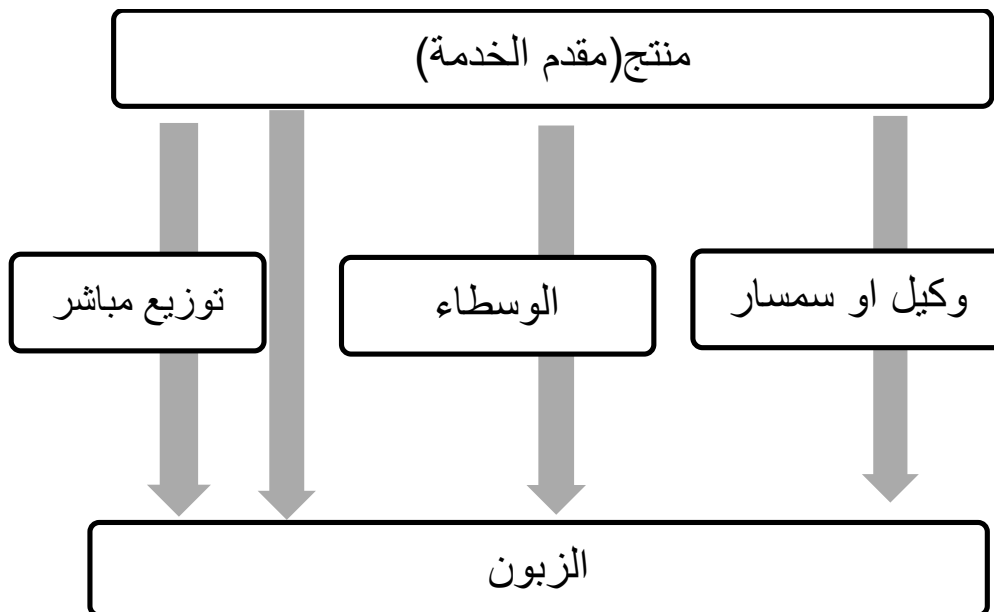 منتج(مقدم الخدمة)
وكيل او سمسار
الوسطاء
توزيع مباشر
الزبون